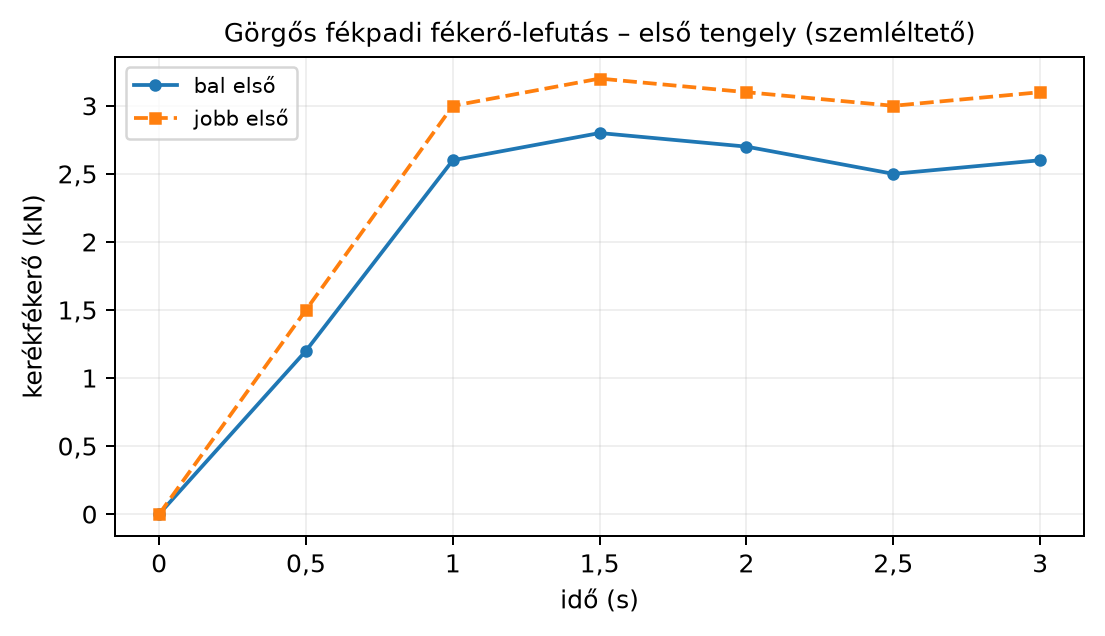 Görgős fékpadi fékerő-lefutás – első tengely (szemléltető)
bal első
jobb első
kerékfékerő (kN)
3
2,5
2
1,5
1
0,5
0
0 0,5 1 1,5 2 2,5 3
idő (s)